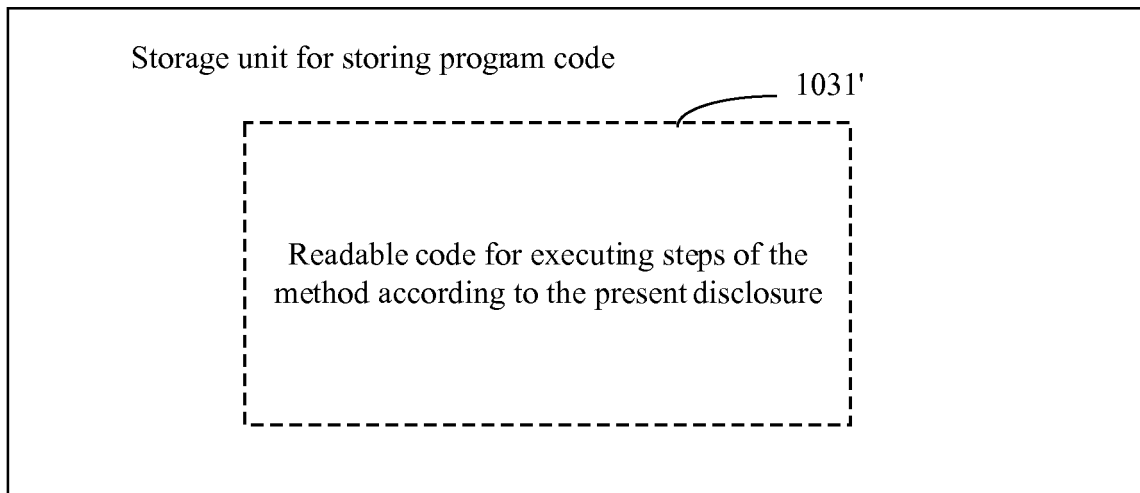 Storage unit for storing program code
1031'
Readable code for executing steps of the
method according to the present disclosure